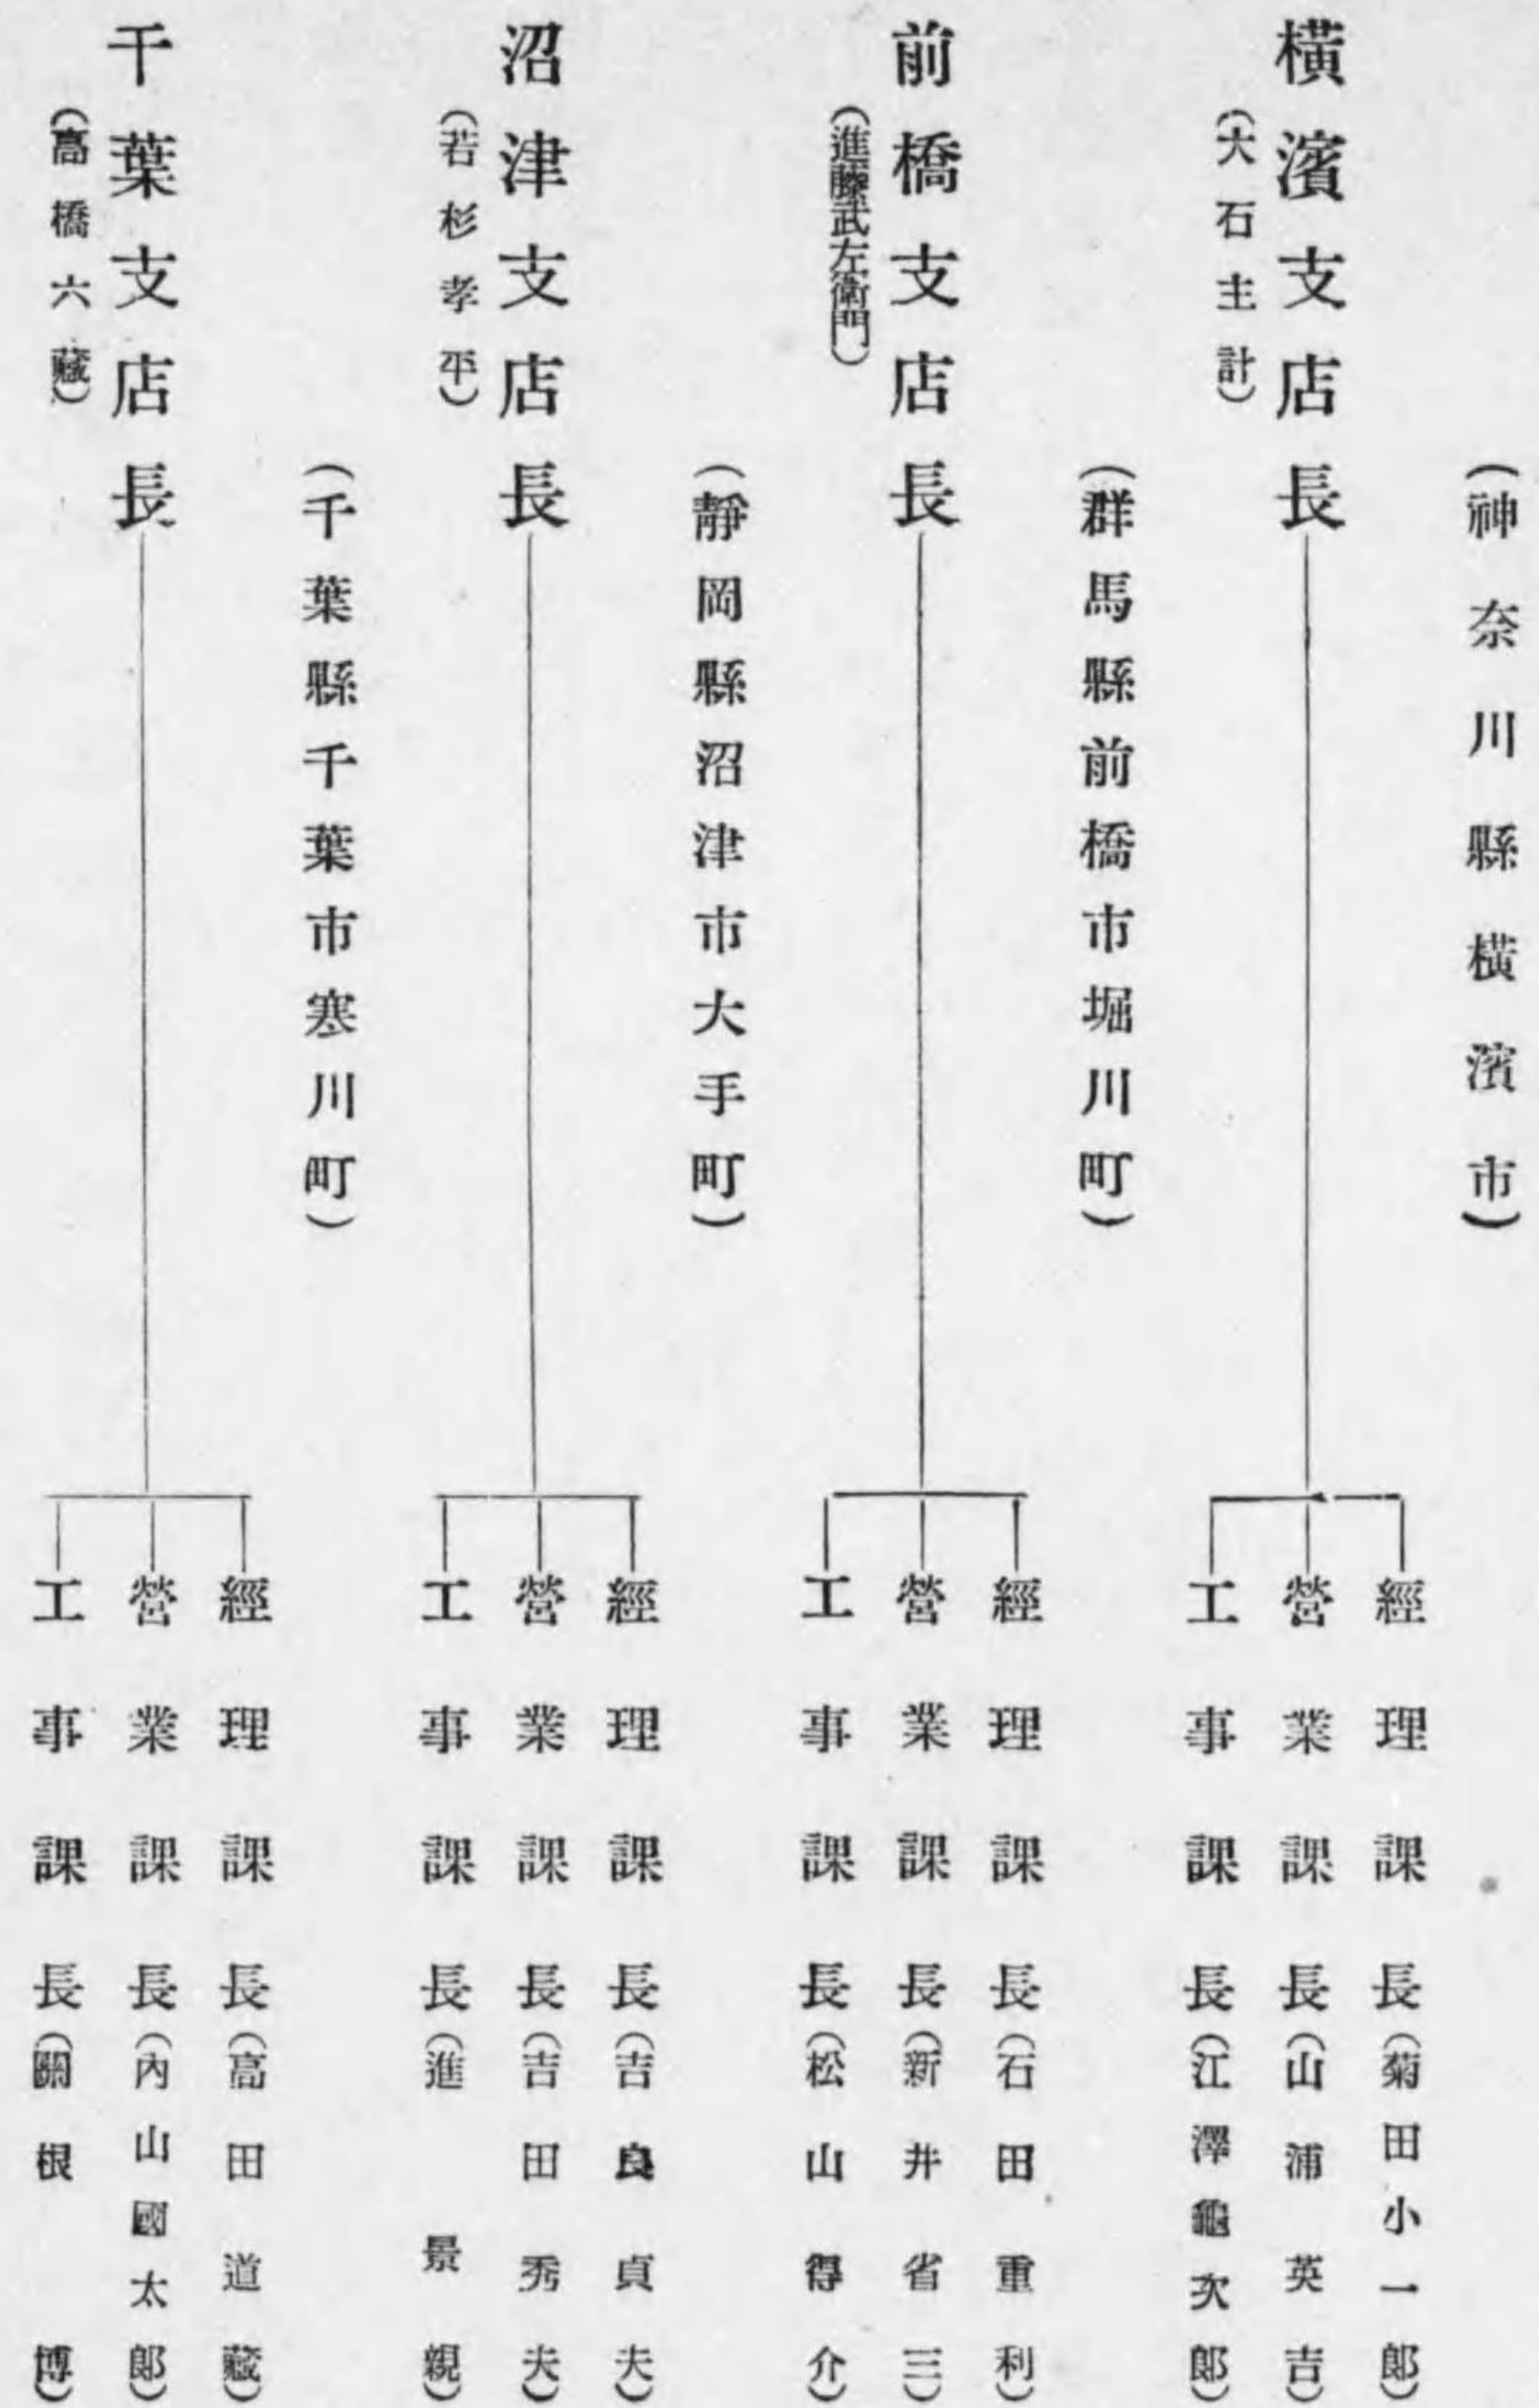 （神奈川縣橫濱市）
橫濱支店長
（大石主計）
經理課長（菊田小一郞）
營業課長（山浦英吉）
工事課長（江澤龜次郞）
（群馬縣前橋市堀川町）
前橋支店長
（進藤武左衛門）
經理課長（石田重利）
營業課長（新井省三）
工事課長（松山得介）
（靜岡縣沼津市大手町）
沼津支店長
（若杉孝平）
經理課長（吉良貞夫）
營業課長（吉田秀夫）
工事課長（進景親）
（千葉縣千葉市寒川町）
千葉支店長
（高橋六藏）
經理課長（高田道藏）
營業課長（內山國太郞）
工事課長（關根博）